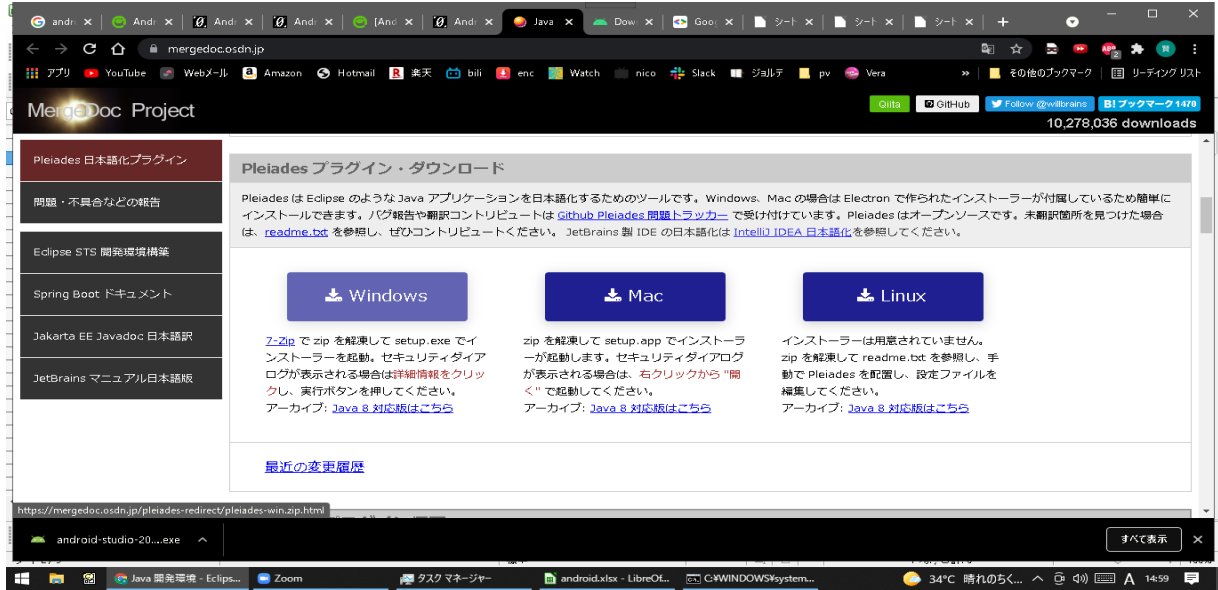 andr
Andr
Andr
Andr
[And
Andr
Java
Dow
Goog
シート
シート
シート
mergedoc.osdn.jp
アプリ YouTube Webメール Amazon Hotmail 楽天 bili enc Watch nico Slack ジョルテ pv Vera » その他のブックマーク リーディング リスト
MergeDoc Project
Qiita GitHub Follow @willbrains B! ブックマーク 1470
10,278,036 downloads
Pleiades 日本語化プラグイン
問題・不具合などの報告
Eclipse STS 開発環境構築
Spring Boot ドキュメント
Jakarta EE Javadoc 日本語訳
JetBrains マニュアル日本語版
Pleiades プラグイン・ダウンロード
Pleiades は Eclipse のような Java アプリケーションを日本語化するためのツールです。Windows、Mac の場合は Electron で作られたインストーラーが付属しているため簡単に
インストールできます。バグ報告や翻訳コントリビュートは Github Pleiades 問題トラッカー で受け付けています。Pleiades はオープンソースです。未翻訳箇所を見つけた場合
は、readme.txt を参照し、ぜひコントリビュートください。 JetBrains 製 IDE の日本語化は IntelliJ IDEA 日本語化を参照してください。
Windows
7-Zip で zip を解凍して setup.exe でイ
ンストーラーを起動。セキュリティダイア
ログが表示される場合は詳細情報をクリッ
クし、実行ボタンを押してください。
アーカイブ: Java 8 対応版はこちら
Mac
zip を解凍して setup.app でインストーラ
ーが起動します。セキュリティダイアログ
が表示される場合は、右クリックから "開
く" で起動してください。
アーカイブ: Java 8 対応版はこちら
Linux
インストーラーは用意されていません。
zip を解凍して readme.txt を参照し、手
動で Pleiades を配置し、設定ファイルを
編集してください。
アーカイブ: Java 8 対応版はこちら
最近の変更履歴
https://mergedoc.osdn.jp/pleiades-redirect/pleiades-win.zip.html
android-studio-20....exe
すべて表示
Java 開発環境 - Eclips... Zoom タスク マネージャー android.xlsx - LibreOf... C:¥WINDOWS¥system... 34°C 晴れのちく... A 14:59